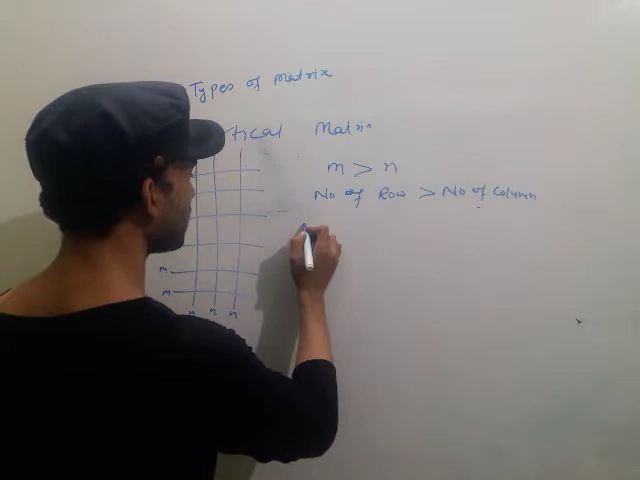 Types of Matrix
tical Matrix
m > n
No of Row > No of Column
m
m
n n n